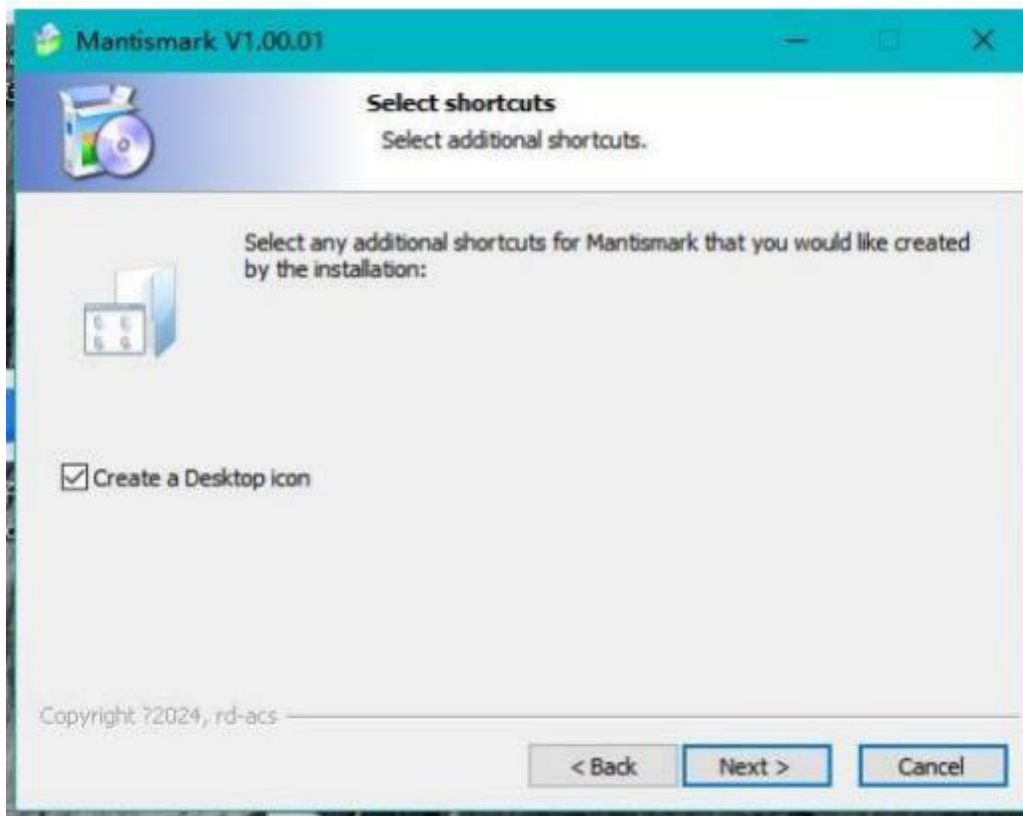 Mantismark V1.00.01
Select shortcuts
Select additional shortcuts.
Select any additional shortcuts for Mantismark that you would like created
by the installation:
Create a Desktop icon
Copyright ?2024, rd-acs
< Back
Next >
Cancel